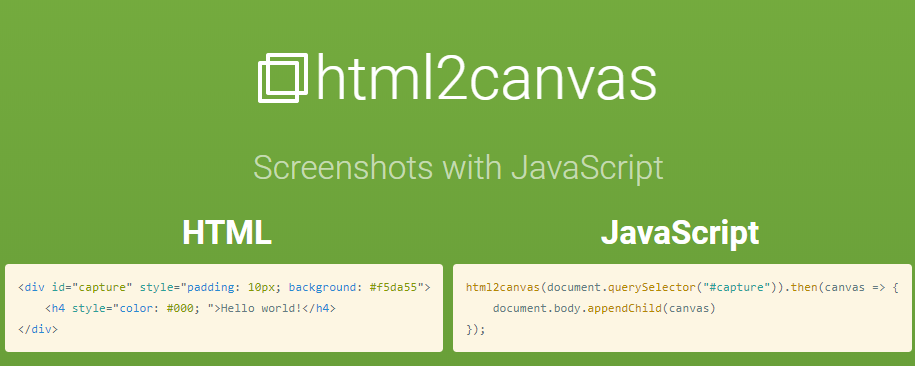 html2canvas
Screenshots with JavaScript
HTML
<div id="capture" style="padding: 10px; background: #f5da55">
    <h4 style="color: #000; ">Hello world!</h4>
</div>
JavaScript
html2canvas(document.querySelector("#capture")).then(canvas => {
    document.body.appendChild(canvas)
});